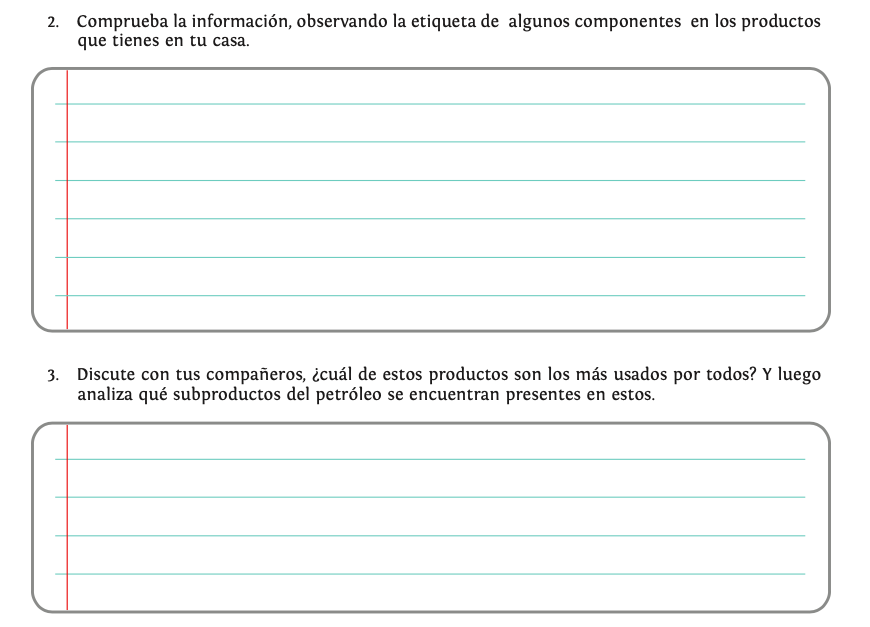 2. Comprueba la información, observando la etiqueta de algunos componentes en los productos
que tienes en tu casa.
3. Discute con tus compañeros, ¿cuál de estos productos son los más usados por todos? Y luego
analiza qué subproductos del petróleo se encuentran presentes en estos.